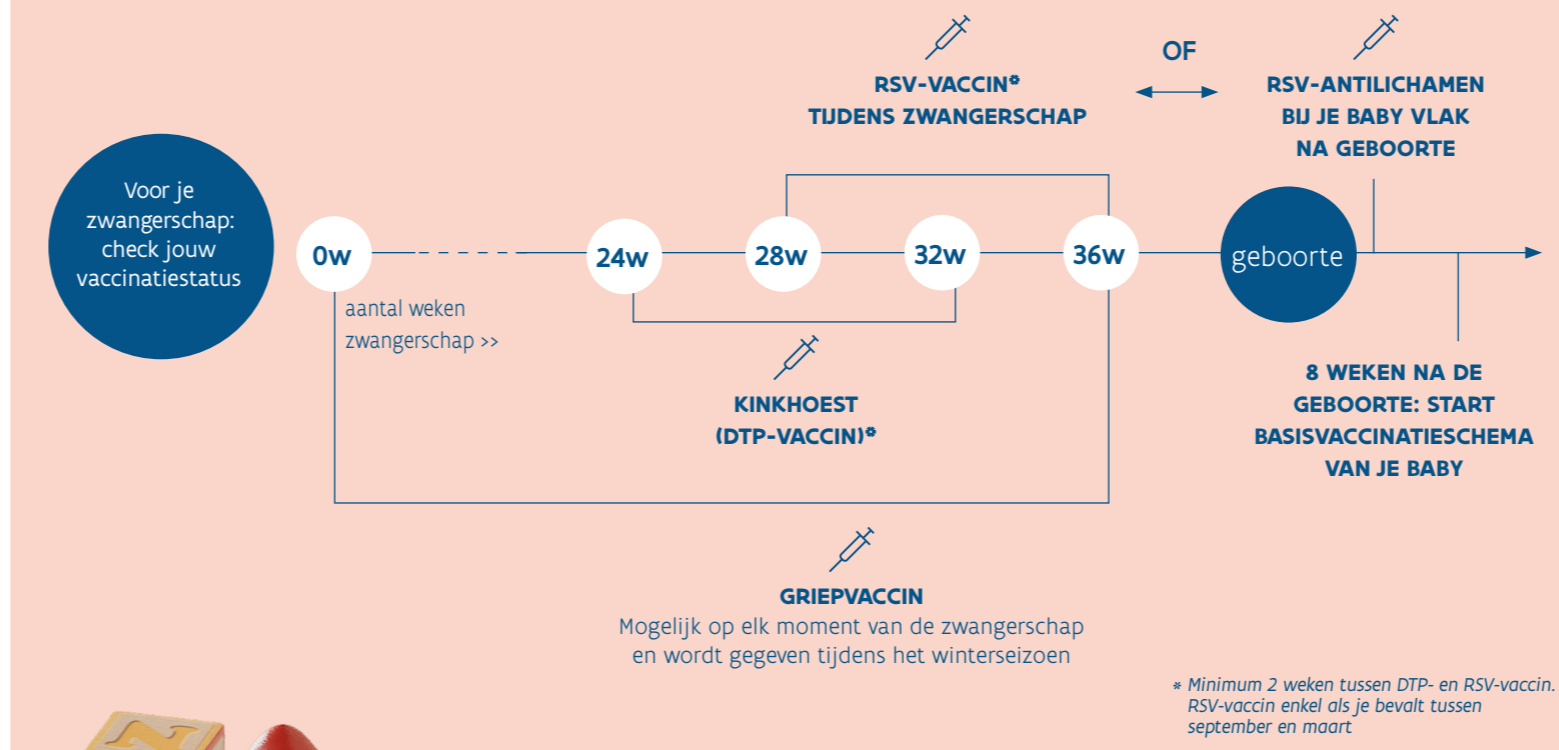 RSV-VACCIN*
TIJDENS ZWANGERSCHAP
OF
RSV-ANTILICHAMEN
BIJ JE BABY VLAK
NA GEBOORTE
Voor je
zwangerschap:
check jouw
vaccinatiestatus
0w
24w
28w
32w
36w
geboorte
aantal weken
zwangerschap >>
KINKHOEST
(DTP-VACCIN)*
8 WEKEN NA DE
GEBOORTE: START
BASISVACCINATIESCHEMA
VAN JE BABY
GRIEPVACCIN
Mogelijk op elk moment van de zwangerschap
en wordt gegeven tijdens het winterseizoen
* Minimum 2 weken tussen DTP- en RSV-vaccin.
RSV-vaccin enkel als je bevalt tussen
september en maart